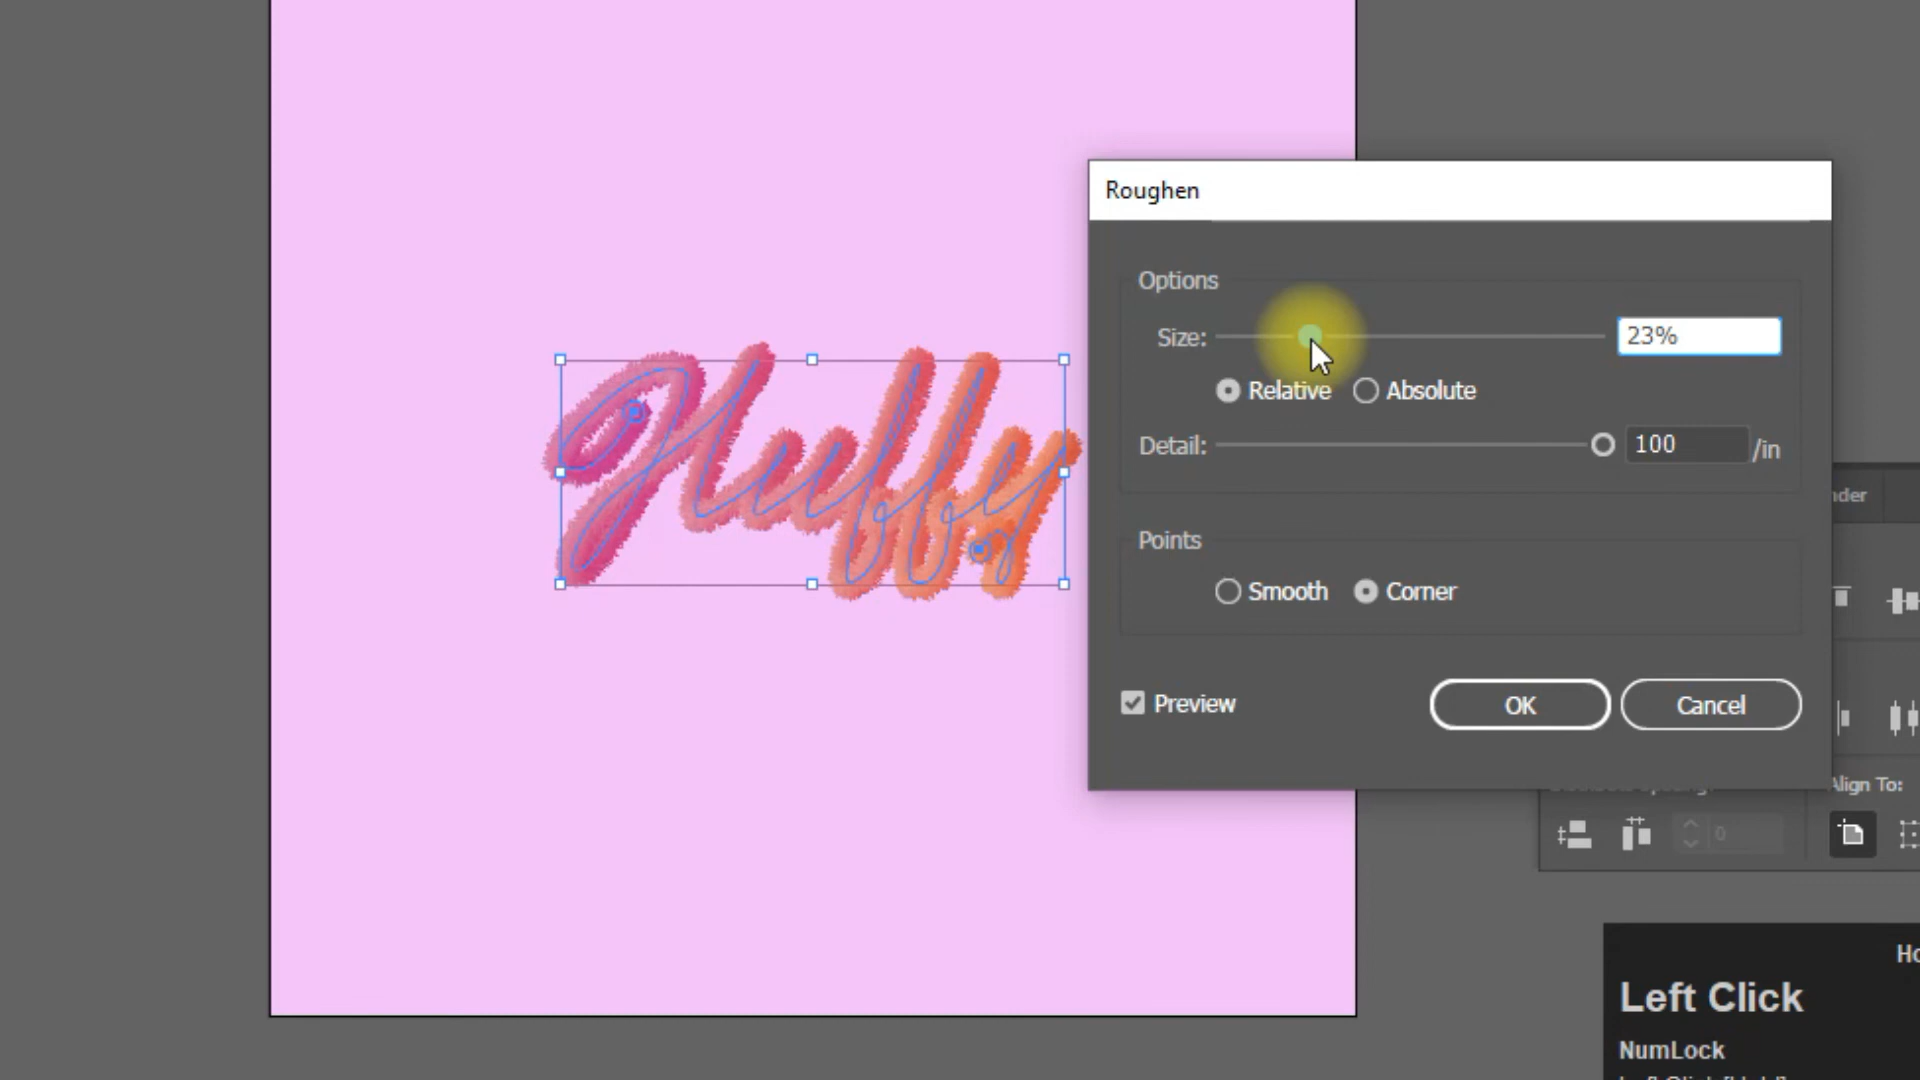 Roughen
Options
Size: 23%
Relative Absolute
Detail: 100 /in
Points
Smooth Corner
Preview OK Cancel
Align To:
0
Fluffy
Left Click
NumLock